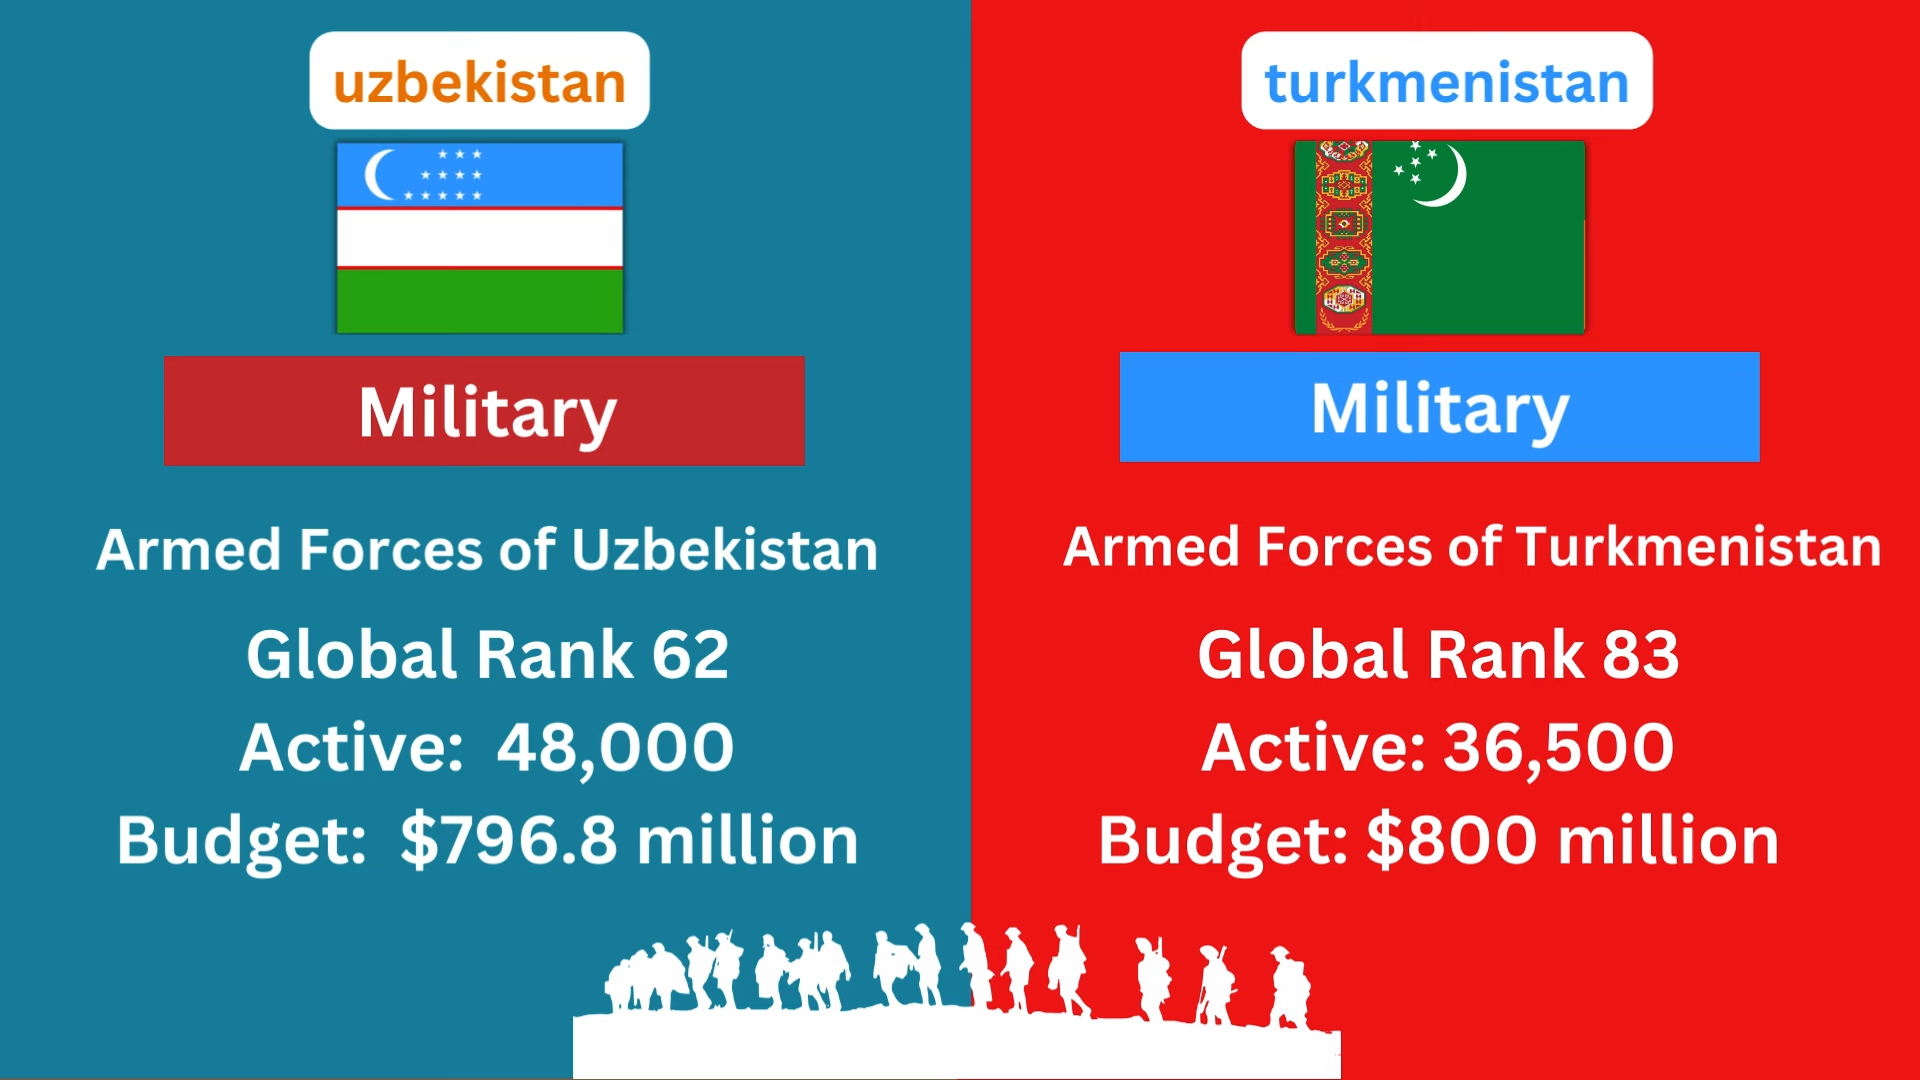 uzbekistan
Military
Armed Forces of Uzbekistan
Global Rank 62
Active: 48,000
Budget: $796.8 million
turkmenistan
Military
Armed Forces of Turkmenistan
Global Rank 83
Active: 36,500
Budget: $800 million